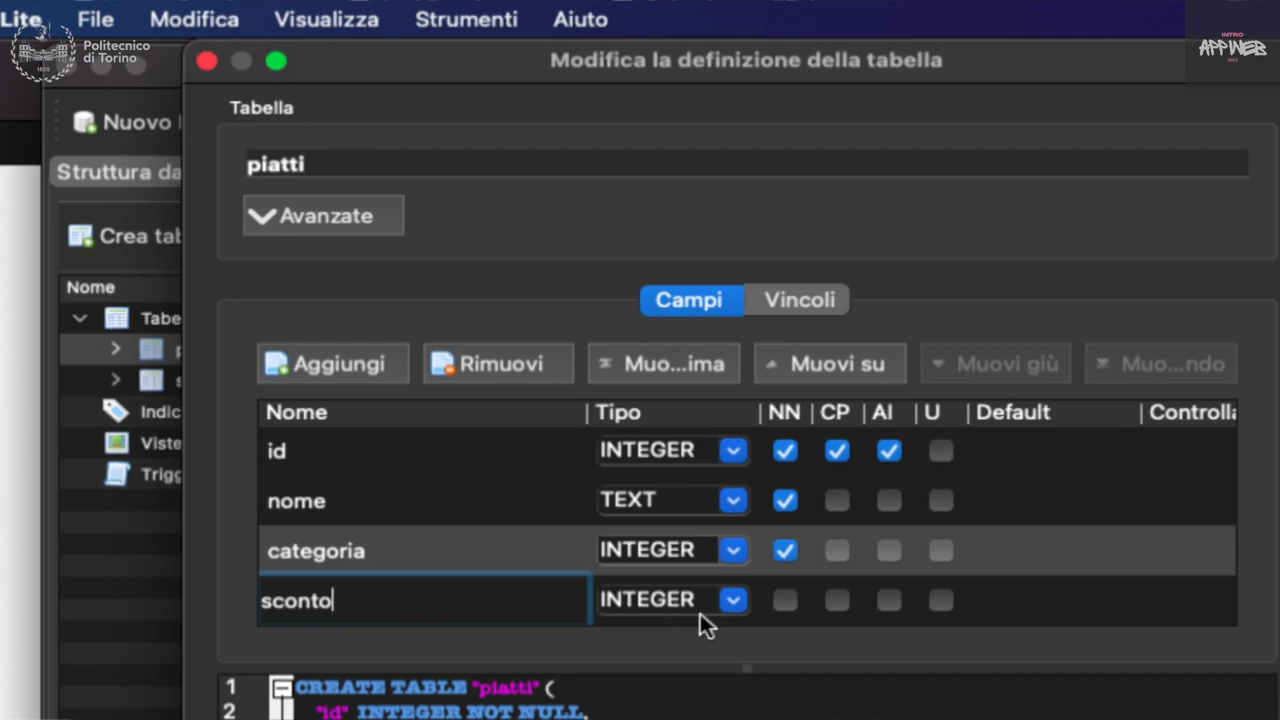 Lite File Modifica Visualizza Strumenti Aiuto
Politecnico
di Torino
1859
INTRO
APPWEB
Modifica la definizione della tabella
Tabella
Nuovo
piatti
Struttura da
Avanzate
Crea tab
Nome
Campi Vincoli
Tabe
Aggiungi Rimuovi Muo...ima Muovi su Muovi giù Muo...ndo
Nome Tipo NN CP AI U Default Controlla
Indic
id INTEGER
Viste
Trigg
nome TEXT
categoria INTEGER
sconto INTEGER
1 CREATE TABLE "piatti" (
2 "id" INTEGER NOT NULL,